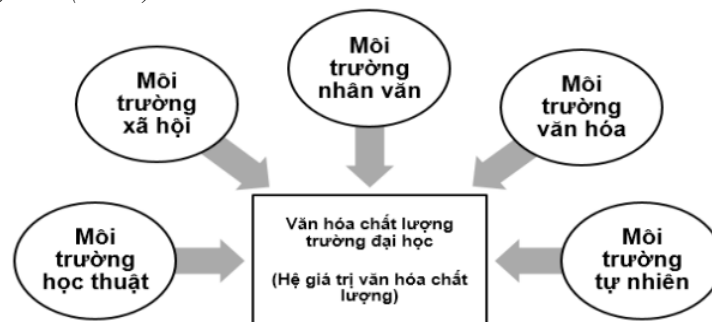 Môi
trường
nhân văn
Môi
trường
xã hội
Môi
trường
văn hóa
Môi
trường
học thuật
Văn hóa chất lượng
trường đại học
(Hệ giá trị văn hóa chất
lượng)
Môi
trường
tự nhiên